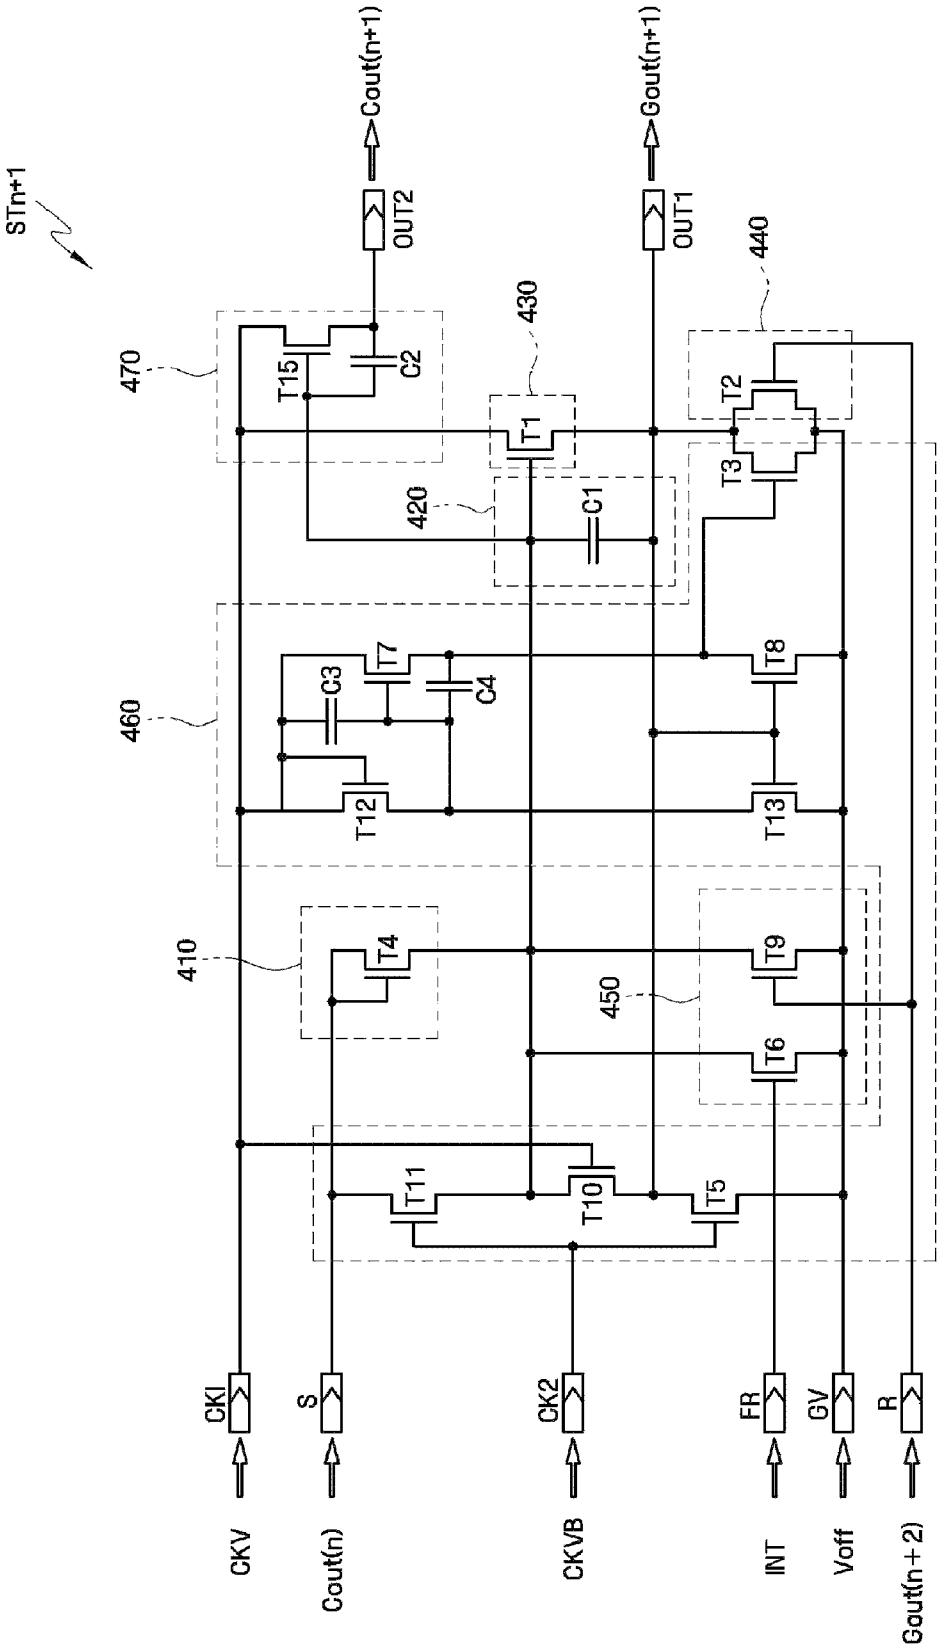 STn+1
470
T15
C2
OUT2
Cout(n+1)
430
T1
420
C1
OUT1
Gout(n+1)
440
T2
T3
460
C3
T7
C4
T12
T8
T13
410
T4
450
T9
T6
T11
T10
T5
CKV
CKI
Cout(n)
S
CKVB
CK2
INT
FR
Voff
GV
Gout(n+2)
R